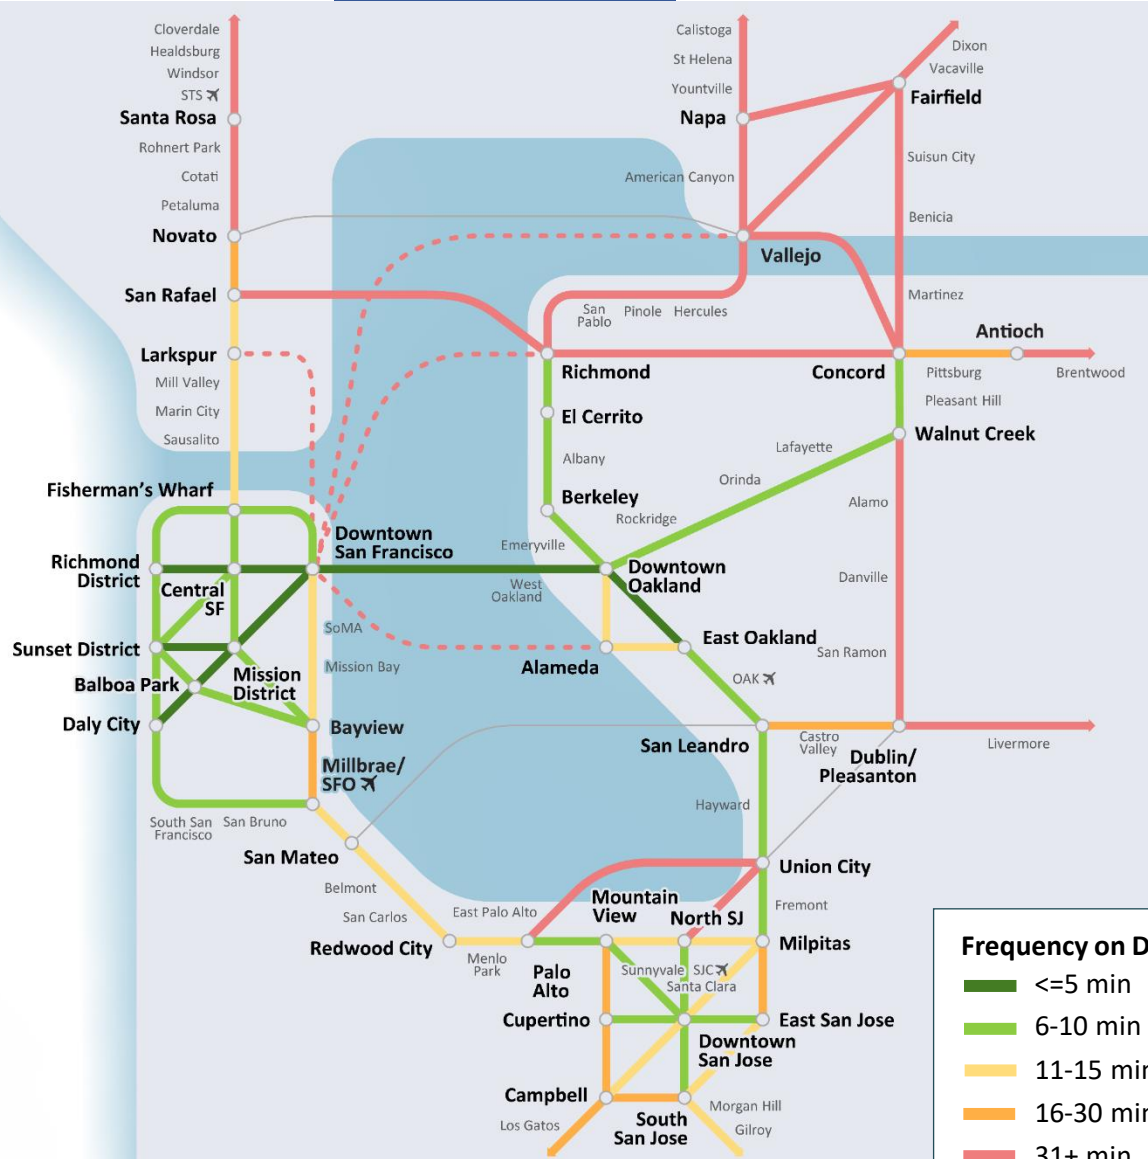 Cloverdale
Healdsburg
Windsor
STS
Santa Rosa
Rohnert Park
Cotati
Petaluma
Novato
San Rafael
Larkspur
Mill Valley
Marin City
Sausalito
Calistoga
St Helena
Yountville
Napa
American Canyon
Dixon
Vacaville
Fairfield
Suisun City
Benicia
Vallejo
Martinez
San
Pablo
Pinole
Hercules
Antioch
Richmond
Concord
Pittsburg
Brentwood
Pleasant Hill
El Cerrito
Walnut Creek
Albany
Lafayette
Orinda
Berkeley
Rockridge
Alamo
Emeryville
Fisherman's Wharf
Downtown
San Francisco
Richmond
District
Central
SF
West
Oakland
Downtown
Oakland
Danville
Sunset District
SoMA
Mission Bay
Alameda
East Oakland
San Ramon
OAK
Balboa Park
Mission
District
Daly City
Bayview
San Leandro
Castro
Valley
Dublin/
Pleasanton
Livermore
Millbrae/
SFO
South San
Francisco
San Bruno
Hayward
San Mateo
Belmont
San Carlos
Union City
East Palo Alto
Mountain
View
North SJ
Fremont
Redwood City
Menlo
Park
Palo
Alto
Sunnyvale
SJC
Santa Clara
Milpitas
Cupertino
East San Jose
Downtown
San Jose
Campbell
Los Gatos
South
San Jose
Morgan Hill
Gilroy
Frequency on D
<=5 min
6-10 min
11-15 min
16-30 min
31+ min